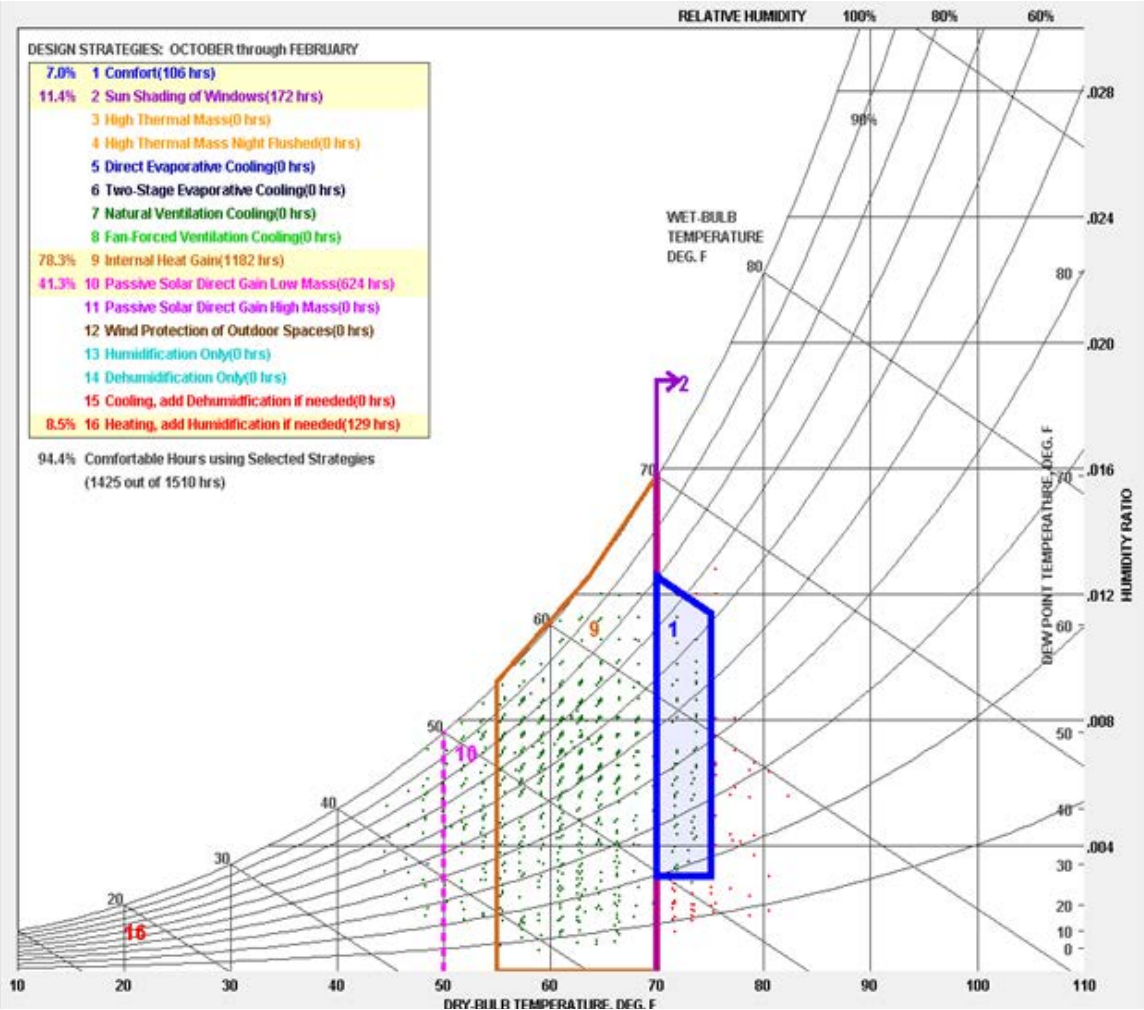 RELATIVE HUMIDITY 100% 80% 60%
DESIGN STRATEGIES: OCTOBER through FEBRUARY
7.0% 1 Comfort(106 hrs)
11.4% 2 Sun Shading of Windows(172 hrs)
3 High Thermal Mass(0 hrs)
4 High Thermal Mass Night Flushed(0 hrs)
5 Direct Evaporative Cooling(0 hrs)
6 Two-Stage Evaporative Cooling(0 hrs)
7 Natural Ventilation Cooling(0 hrs)
8 Fan-Forced Ventilation Cooling(0 hrs)
78.3% 9 Internal Heat Gain(1182 hrs)
41.3% 10 Passive Solar Direct Gain Low Mass(624 hrs)
11 Passive Solar Direct Gain High Mass(0 hrs)
12 Wind Protection of Outdoor Spaces(0 hrs)
13 Humidification Only(0 hrs)
14 Dehumidification Only(0 hrs)
15 Cooling, add Dehumidfication if needed(0 hrs)
8.5% 16 Heating, add Humidification if needed(129 hrs)
94.4% Comfortable Hours using Selected Strategies
(1425 out of 1510 hrs)
90%
WET-BULB
TEMPERATURE
DEG. F
80
70
60
50
40
30
20
2
9
1
10
16
.028
.024
.020
.016
.012
.008
.004
80
70
60
50
40
30
20
10
0
DEW POINT TEMPERATURE, DEG. F
HUMIDITY RATIO
10 20 30 40 50 60 70 80 90 100 110
DRY-BULB TEMPERATURE, DEG. F